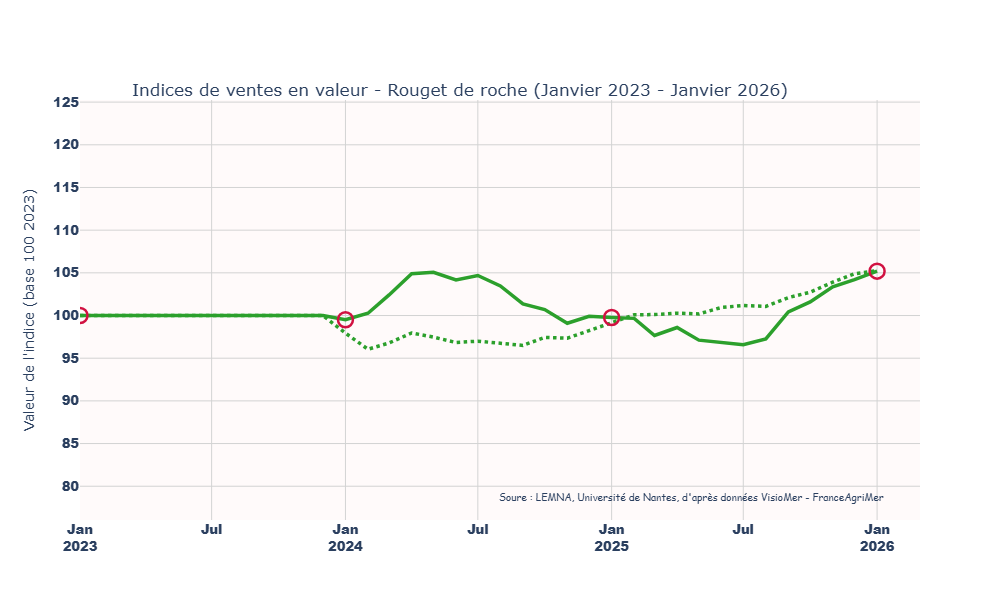 Indices de ventes en valeur - Rouget de roche (Janvier 2023 - Janvier 2026)
Valeur de l'indice (base 100 2023)
125
120
115
110
105
100
95
90
85
80
Soure : LEMNA, Université de Nantes, d'après données VisioMer - FranceAgriMer
Jan Jul Jan Jul Jan Jul Jan
2023 2024 2025 2026